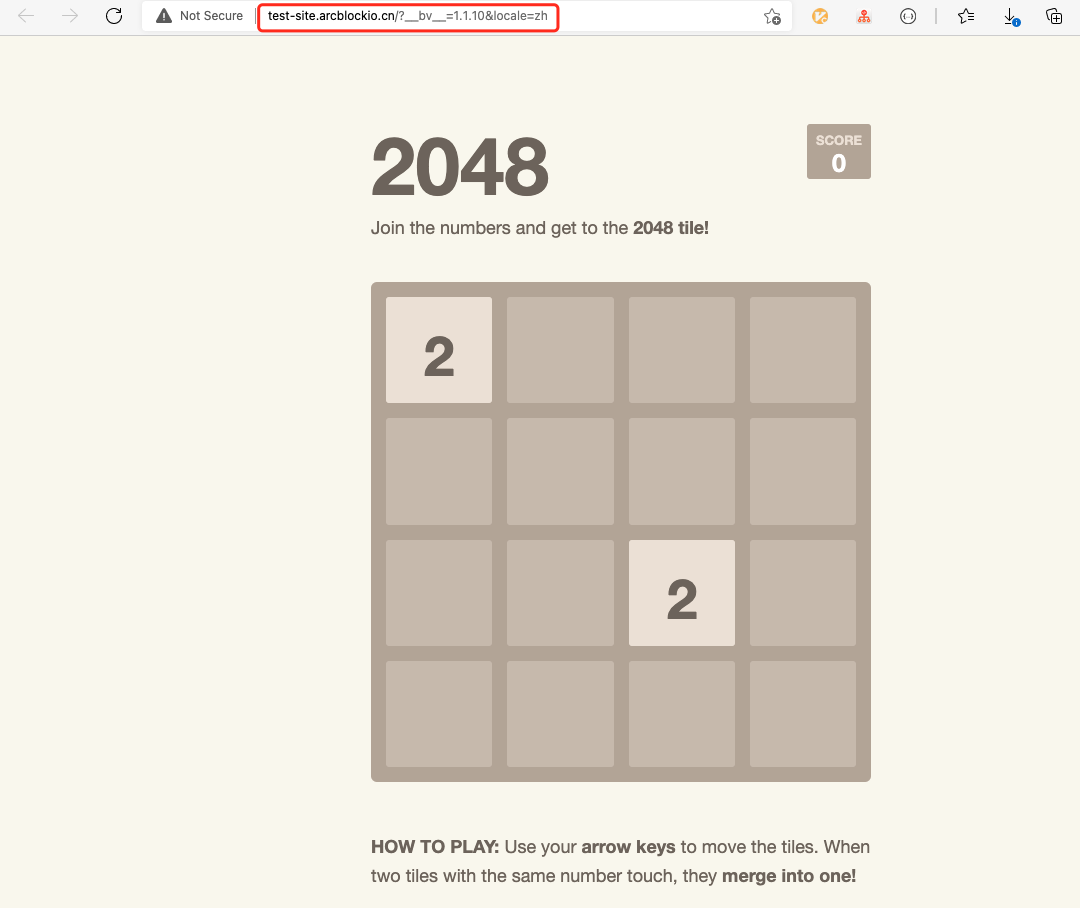 Not Secure test-site.arcblockio.cn/?__bv__=1.1.10&locale=zh
2048
SCORE
0
Join the numbers and get to the 2048 tile!
2
2
HOW TO PLAY: Use your arrow keys to move the tiles. When
two tiles with the same number touch, they merge into one!